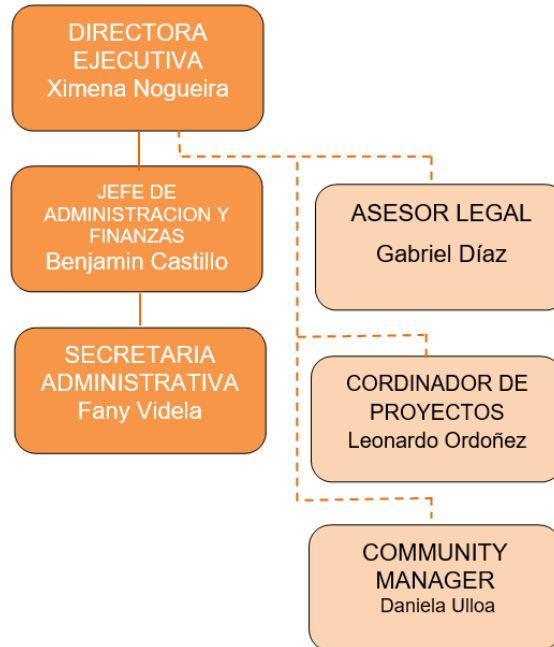 DIRECTORA
EJECUTIVA
Ximena Nogueira
JEFE DE
ADMINISTRACION Y
FINANZAS
Benjamin Castillo
SECRETARIA
ADMINISTRATIVA
Fany Videla
ASESOR LEGAL
Gabriel Díaz
CORDINADOR DE
PROYECTOS
Leonardo Ordoñez
COMMUNITY
MANAGER
Daniela Ulloa